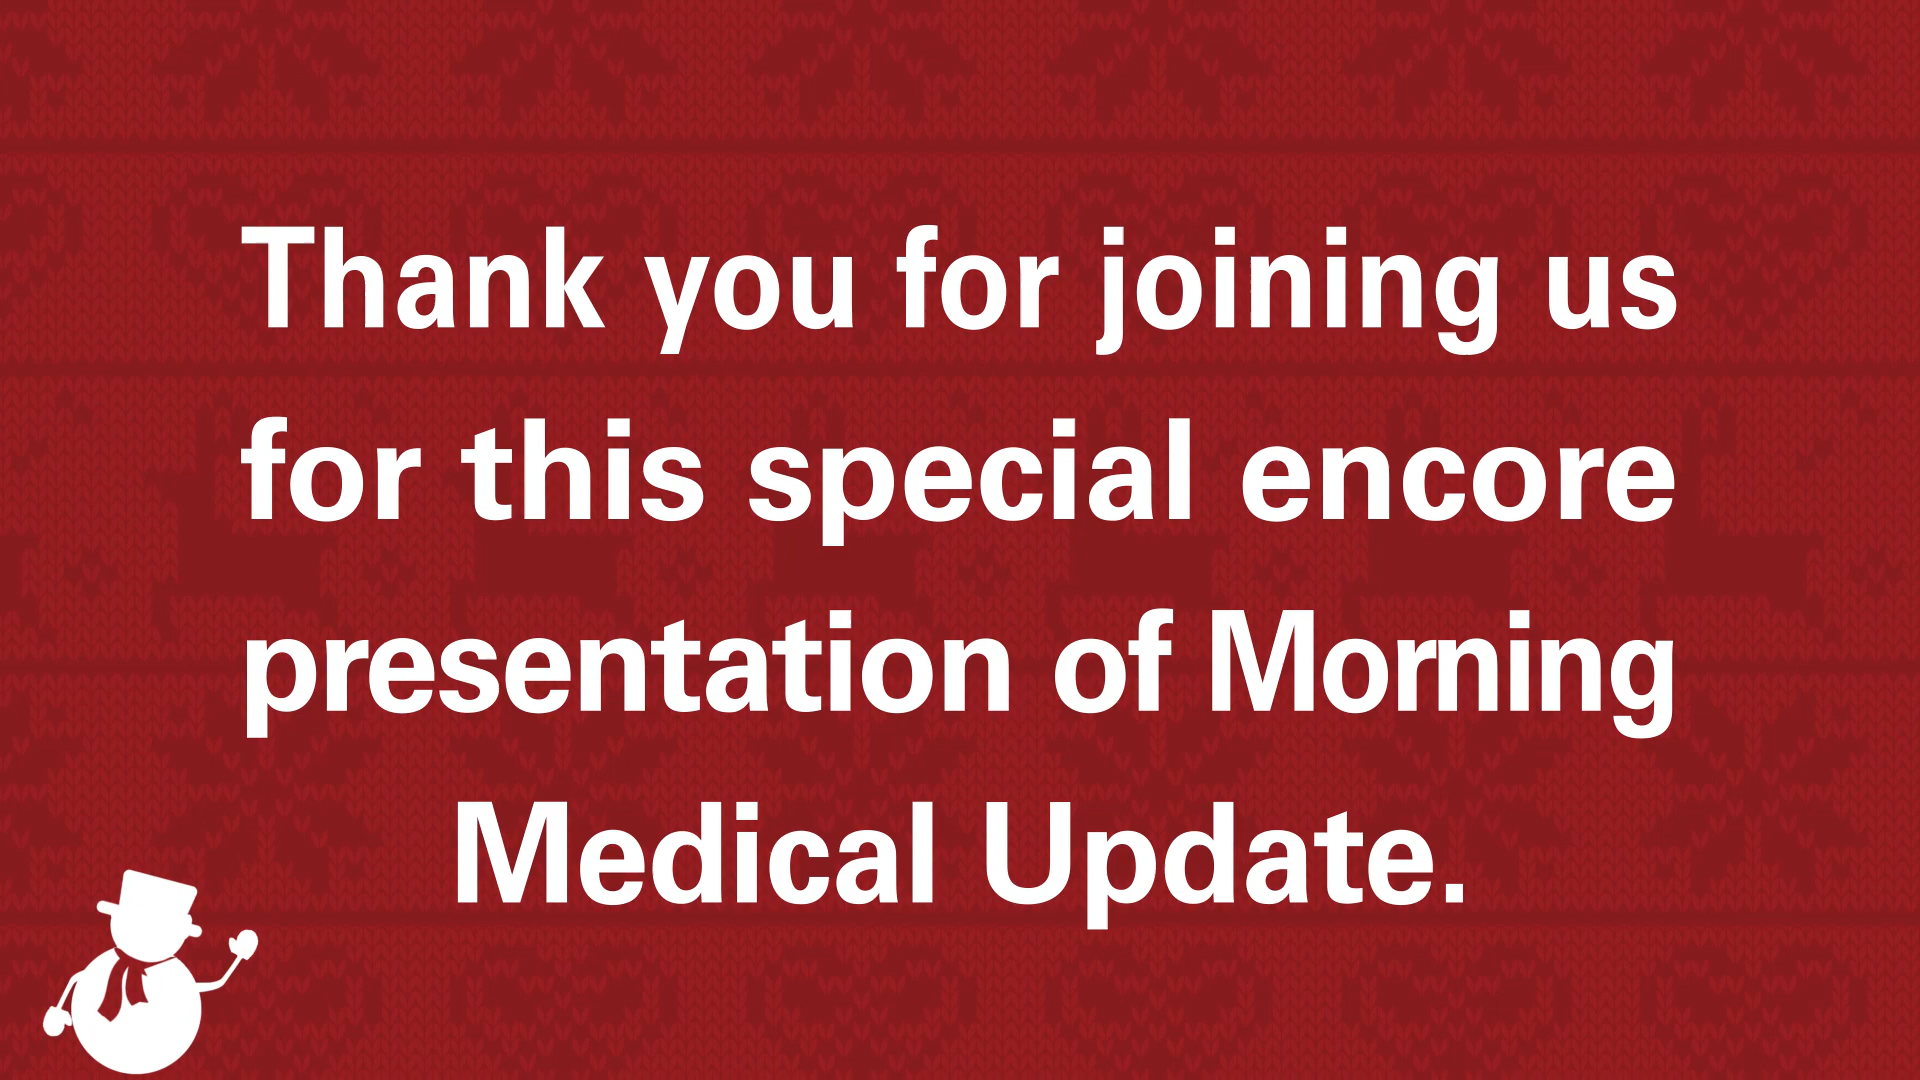 Thank you for joining us
for this special encore
presentation of Morning
Medical Update.